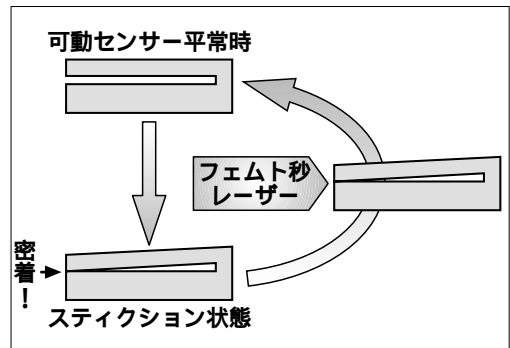 可動センサー平常時
フェムト秒
レーザー
密着！
スティクション状態